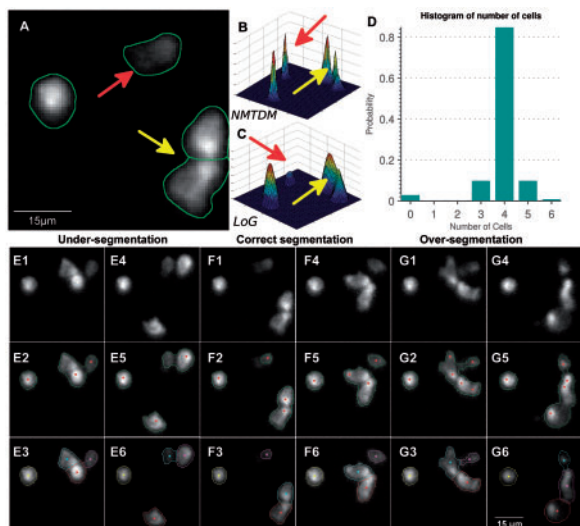 A
15µm
B
NMTDM
C
LoG
D
Histogram of number of cells
Probability
0.8
0.6
0.4
0.2
0
0 1 2 3 4 5 6
Number of Cells
Under-segmentation
Correct segmentation
Over-segmentation
E1 E4 F1 F4 G1 G4
E2 E5 F2 F5 G2 G5
E3 E6 F3 F6 G3 G6
15 µm